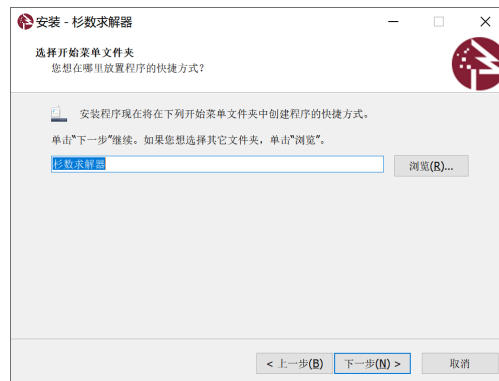 安装 - 杉数求解器
选择开始菜单文件夹
您想在哪里放置程序的快捷方式?
安装程序现在将在下列开始菜单文件夹中创建程序的快捷方式。
单击“下一步”继续。如果您想选择其它文件夹，单击“浏览”。
杉数求解器
浏览(R)...
< 上一步(B)
下一步(N) >
取消